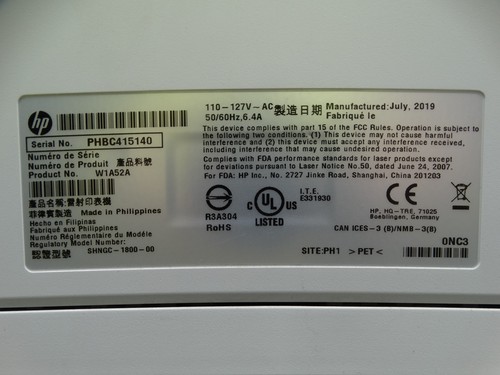 hp
Serial No. PHBC415140
Numéro de Série
Numéro de Produit 產品料號
Product No. W1A52A
產品名: 雷射印表機
菲律賓製造 Made in Philippines
Hecho en Filipinas
Fabriqué aux Philippines
Numéro Réglementaire du Modèle
Regulatory Model Number:
認證型號 SHNGC-1800-00
110-127V~AC
50/60Hz,6.4A
製造日期 Manufactured:July, 2019
Fabriqué le
This device complies with part 15 of the FCC Rules. Operation is subject to
the following two conditions. (1) This device may not cause harmful
interference and (2) this device must accept any interference received,
including interference that may cause undesired operation.
Complies with FDA performance standards for laser products except
for deviations pursuant to Laser Notice No.50, dated June 24, 2007.
For FDA: HP Inc., No. 2727 Jinke Road, Shanghai, China 201203
R3A304
RoHS
c UL US
LISTED
I.T.E.
E331930
CE
HP, HQ-TRE, 71025
Boeblingen, Germany
CAN ICES-3 (B)/NMB-3(B)
0NC3
SITE:PH1 >PET<